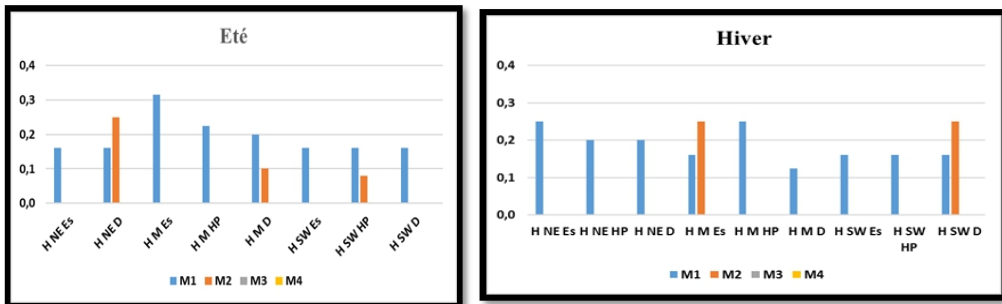 Eté
0,4
0,3
0,2
0,1
0,0
H NE Es
H NE D
H M Es
H M HP
H M D
H SW Es
H SW HP
H SW D
M1 M2 M3 M4
Hiver
0,4
0,3
0,2
0,1
0,0
H NE Es H NE HP H NE D H M Es H M HP H M D H SW Es H SW HP H SW D
M1 M2 M3 M4